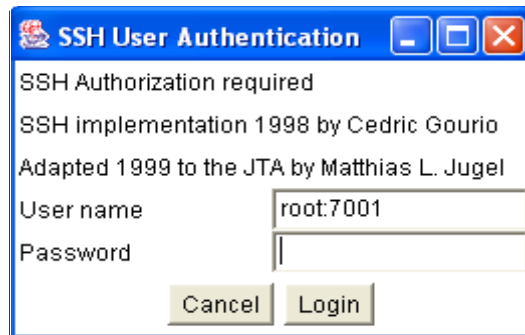 SSH User Authentication
SSH Authorization required
SSH implementation 1998 by Cedric Gourio
Adapted 1999 to the JTA by Matthias L. Jugel
User name root:7001
Password
Cancel Login